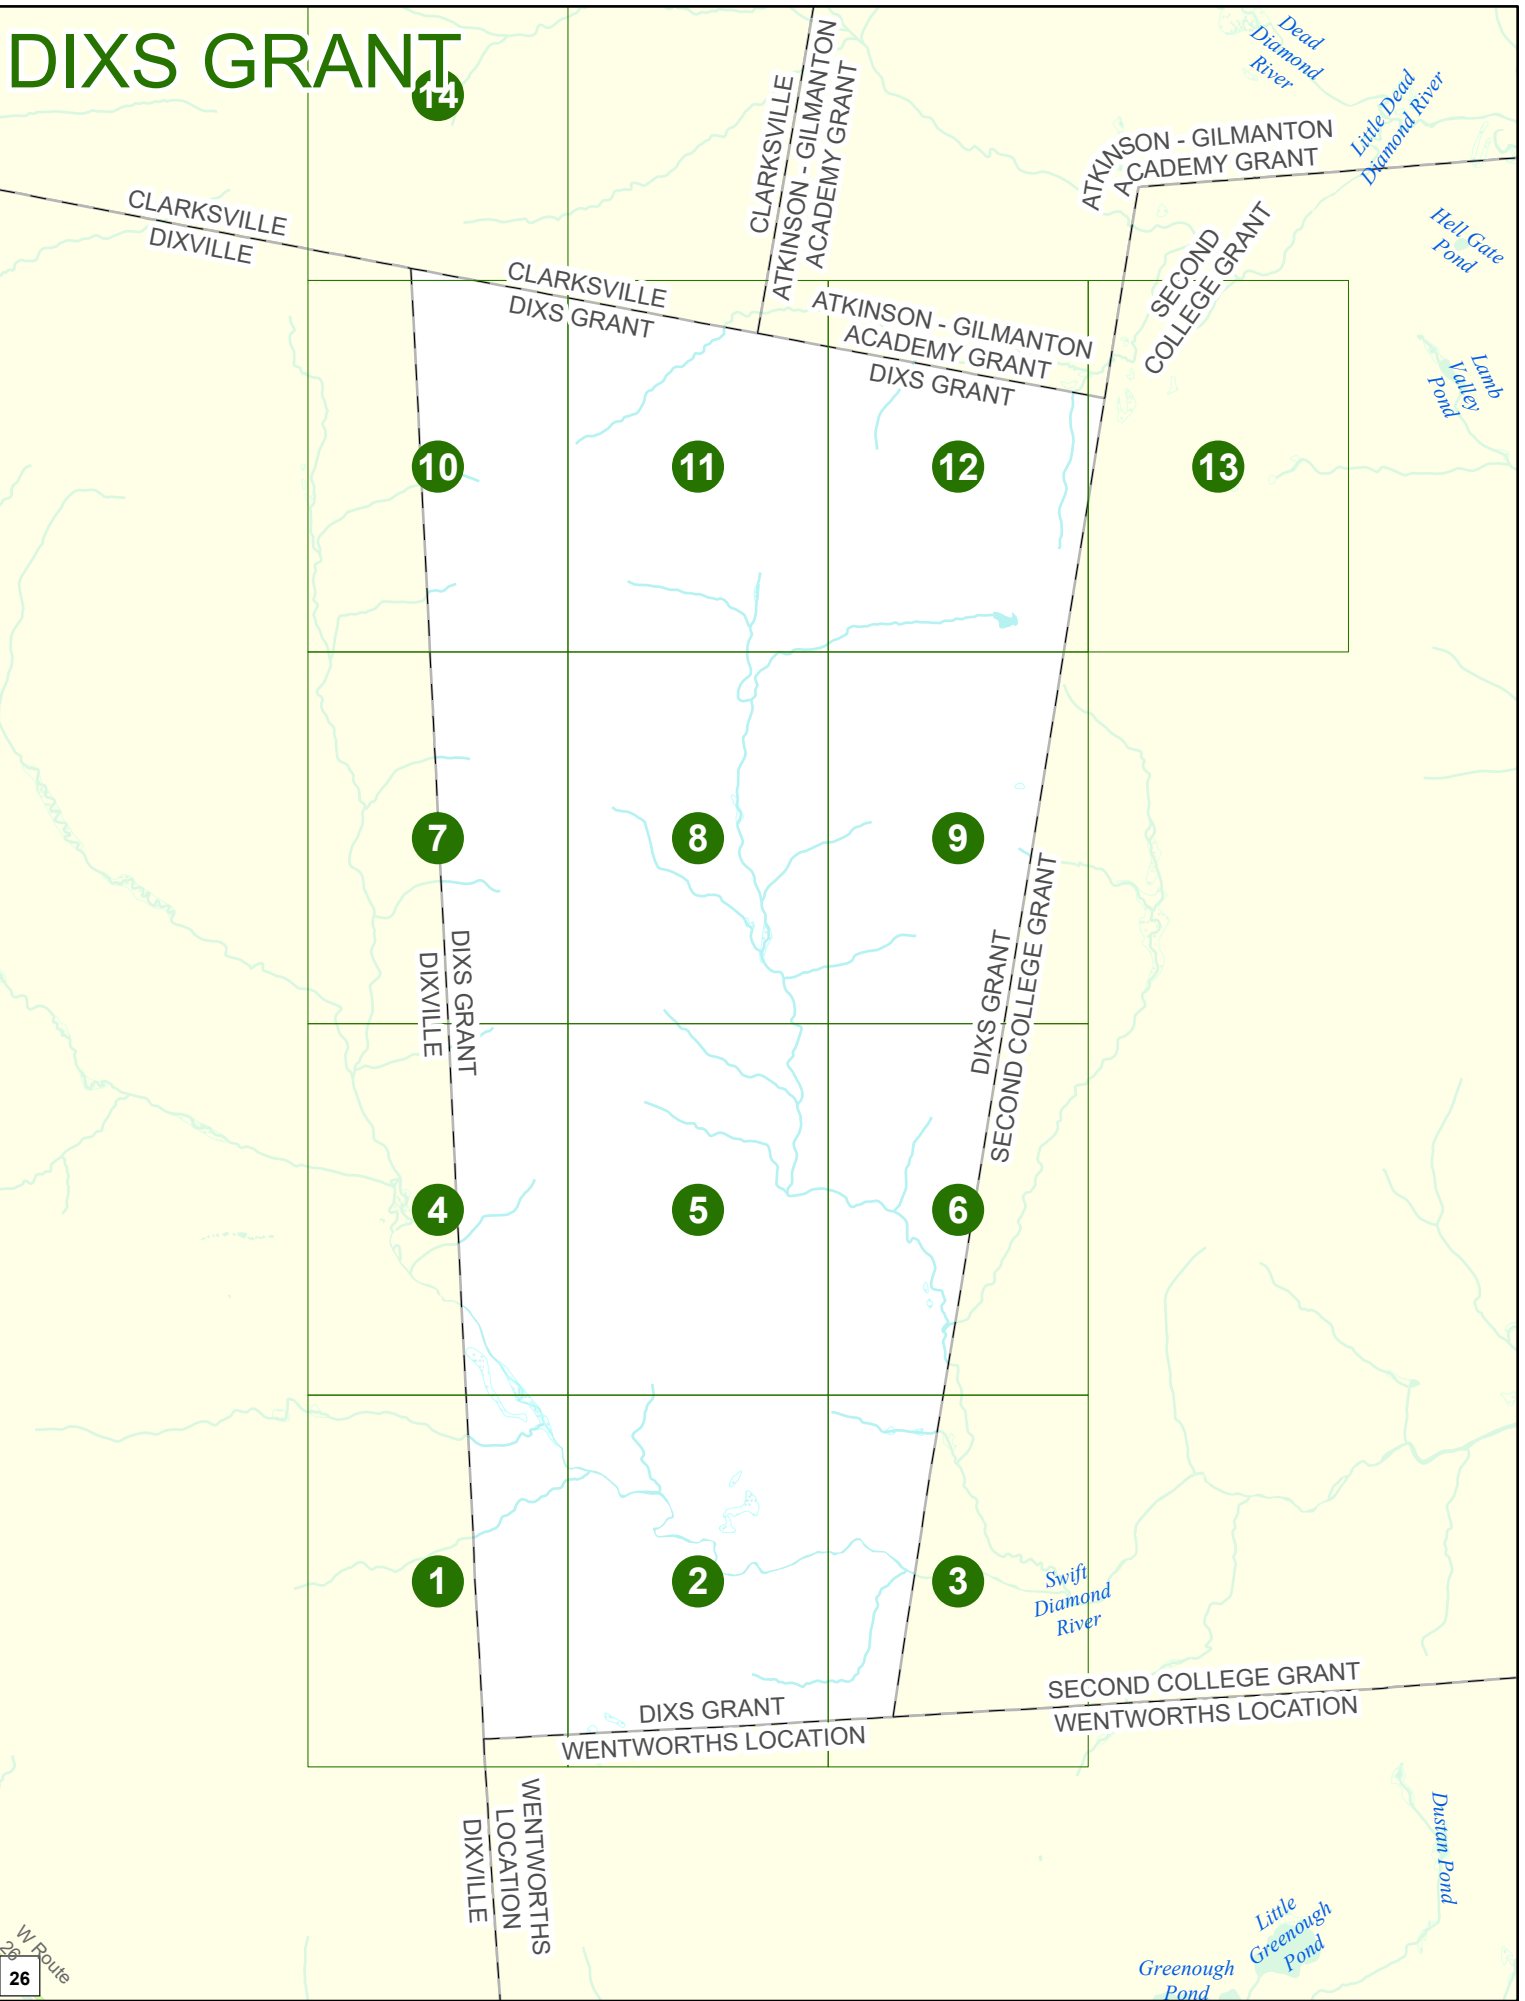 DIXS GRANT
14
Dead
Diamond
River
Little Dead
Diamond River
CLARKSVILLE
ATKINSON - GILMANTON
ACADEMY GRANT
ATKINSON - GILMANTON
ACADEMY GRANT
SECOND
COLLEGE GRANT
Hell Gate
Pond
CLARKSVILLE
DIXVILLE
CLARKSVILLE
DIXS GRANT
ATKINSON - GILMANTON
ACADEMY GRANT
DIXS GRANT
Lamb
Valley
Pond
10
11
12
13
7
8
9
DIXS GRANT
DIXVILLE
DIXS GRANT
SECOND COLLEGE GRANT
4
5
6
1
2
3
Swift
Diamond
River
SECOND COLLEGE GRANT
WENTWORTHS LOCATION
DIXS GRANT
WENTWORTHS LOCATION
WENTWORTHS
LOCATION
DIXVILLE
Dustan Pond
Little
Greenough
Pond
Greenough
Pond
W Route
26
26